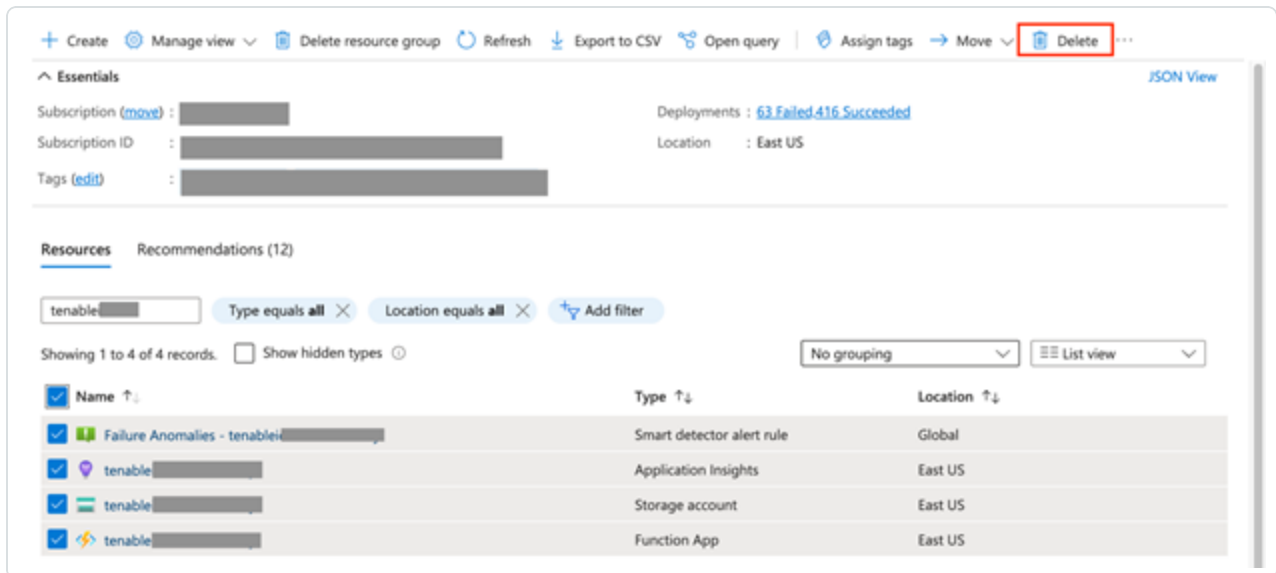 Create Manage view Delete resource group Refresh Export to CSV Open query Assign tags Move Delete ...
Essentials JSON View
Subscription (move) : Deployments : 63 Failed,416 Succeeded
Subscription ID : Location : East US
Tags (edit) :
Resources Recommendations (12)
tenable Type equals all Location equals all Add filter
Showing 1 to 4 of 4 records. Show hidden types No grouping List view
Name Type Location
Failure Anomalies - tenable Smart detector alert rule Global
tenable Application Insights East US
tenable Storage account East US
tenable Function App East US